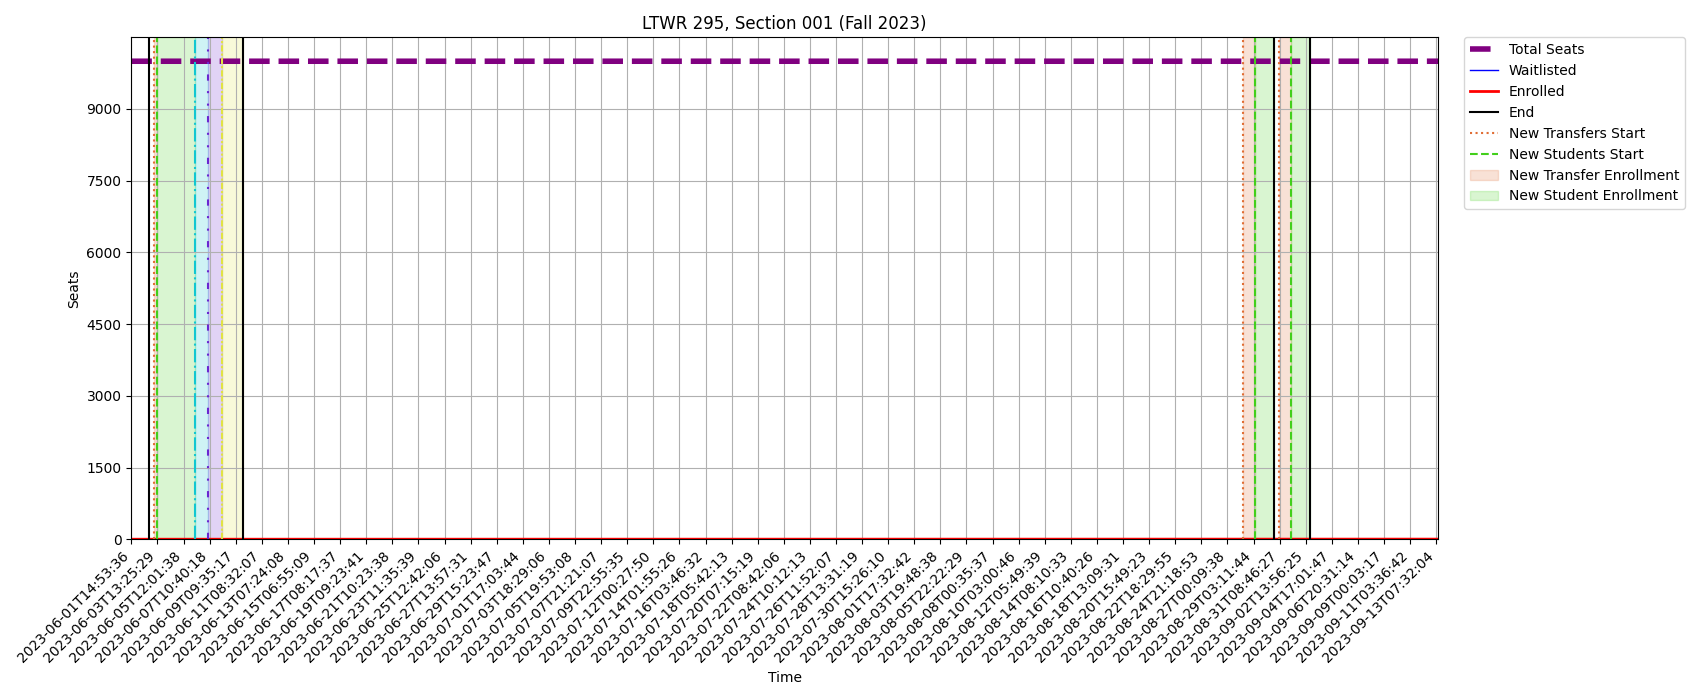 LTWR 295, Section 001 (Fall 2023)
Total Seats
Waitlisted
Enrolled
End
New Transfers Start
New Students Start
New Transfer Enrollment
New Student Enrollment
Seats
9000
7500
6000
4500
3000
1500
0
2023-06-01T14:53:36
2023-06-03T13:25:29
2023-06-05T12:01:38
2023-06-07T10:40:18
2023-06-09T09:35:17
2023-06-11T08:32:07
2023-06-13T07:24:08
2023-06-15T06:55:09
2023-06-17T08:17:37
2023-06-19T09:23:41
2023-06-21T10:23:38
2023-06-23T11:35:39
2023-06-25T12:42:06
2023-06-27T13:57:31
2023-06-29T15:23:47
2023-07-01T17:03:44
2023-07-03T18:29:06
2023-07-05T19:53:08
2023-07-07T21:21:07
2023-07-09T22:55:35
2023-07-12T00:27:50
2023-07-14T01:55:26
2023-07-16T03:46:32
2023-07-18T05:42:13
2023-07-20T07:15:19
2023-07-22T08:42:06
2023-07-24T10:12:13
2023-07-26T11:52:07
2023-07-28T13:31:19
2023-07-30T15:26:10
2023-08-01T17:32:42
2023-08-03T19:48:38
2023-08-05T22:22:29
2023-08-08T00:35:37
2023-08-10T03:00:46
2023-08-12T05:49:39
2023-08-14T08:10:33
2023-08-16T10:40:26
2023-08-18T13:09:31
2023-08-20T15:49:23
2023-08-22T18:29:55
2023-08-24T21:18:53
2023-08-27T00:09:38
2023-08-29T03:11:44
2023-08-31T08:46:27
2023-09-02T13:56:25
2023-09-04T17:01:47
2023-09-06T20:31:14
2023-09-09T00:03:17
2023-09-11T03:36:42
2023-09-13T07:32:04
Time